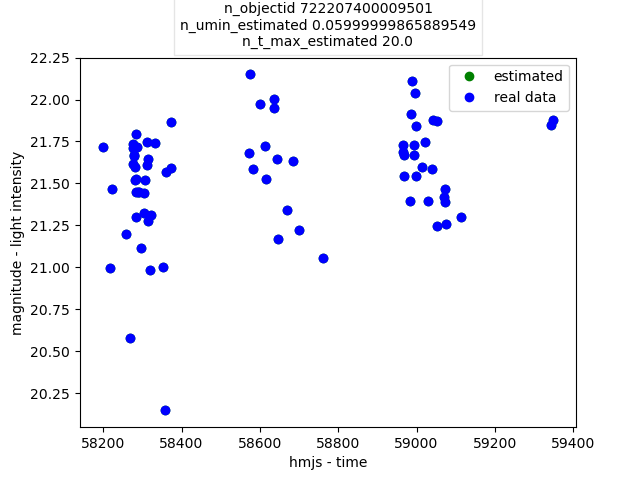 n_objectid 722207400009501
n_umin_estimated 0.05999999865889549
n_t_max_estimated 20.0
22.25
22.00
21.75
21.50
21.25
21.00
20.75
20.50
20.25
magnitude - light intensity
estimated
real data
58200 58400 58600 58800 59000 59200 59400
hmjs - time